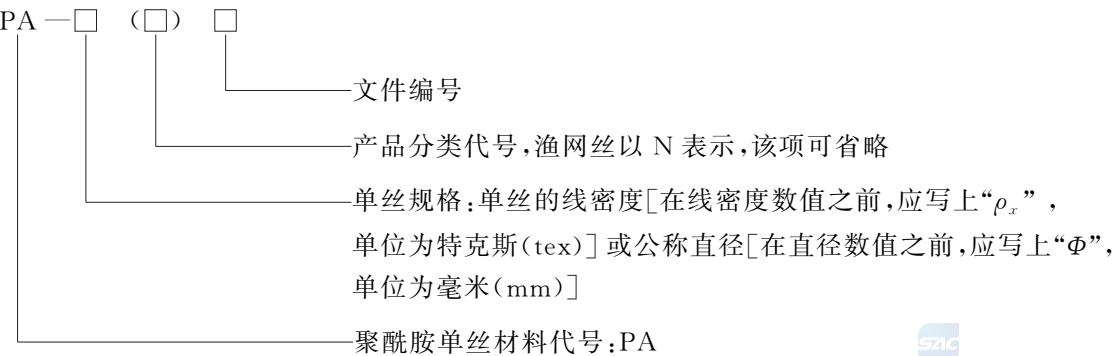 PA—□ (□) □
文件编号
产品分类代号,渔网丝以 N 表示,该项可省略
单丝规格:单丝的线密度[在线密度数值之前,应写上“ρx”,
单位为特克斯(tex)]或公称直径[在直径数值之前,应写上“Φ”,
单位为毫米(mm)]
聚酰胺单丝材料代号:PA
SAC